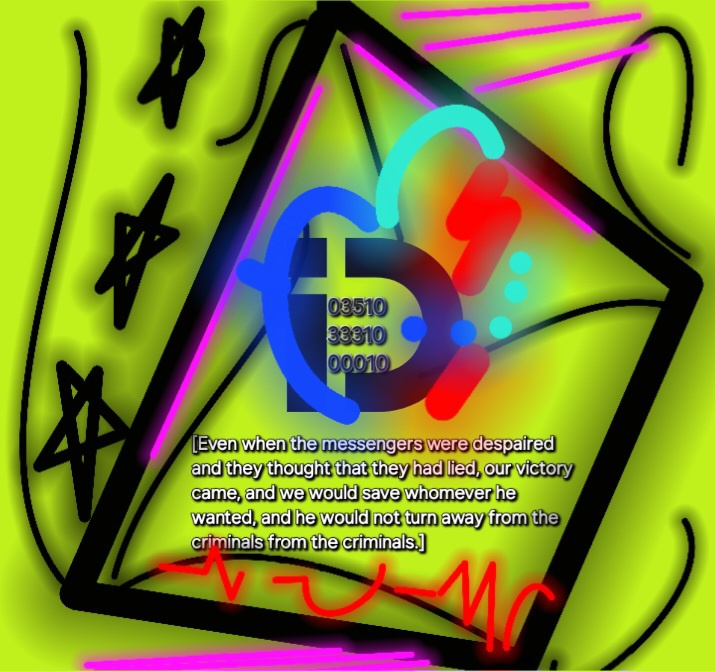 03510
33310
00010
[Even when the messengers were despaired
and they thought that they had lied, our victory
came, and we would save whomever he
wanted, and he would not turn away from the
criminals from the criminals.]